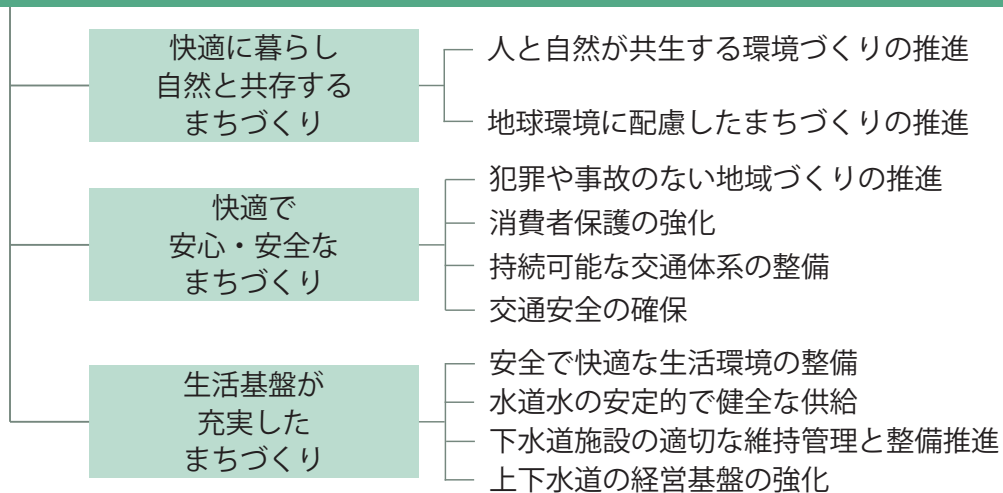 快適に暮らし
自然と共存する
まちづくり
人と自然が共生する環境づくりの推進
地球環境に配慮したまちづくりの推進
快適で
安心・安全な
まちづくり
犯罪や事故のない地域づくりの推進
消費者保護の強化
持続可能な交通体系の整備
交通安全の確保
生活基盤が
充実した
まちづくり
安全で快適な生活環境の整備
水道水の安定的で健全な供給
下水道施設の適切な維持管理と整備推進
上下水道の経営基盤の強化